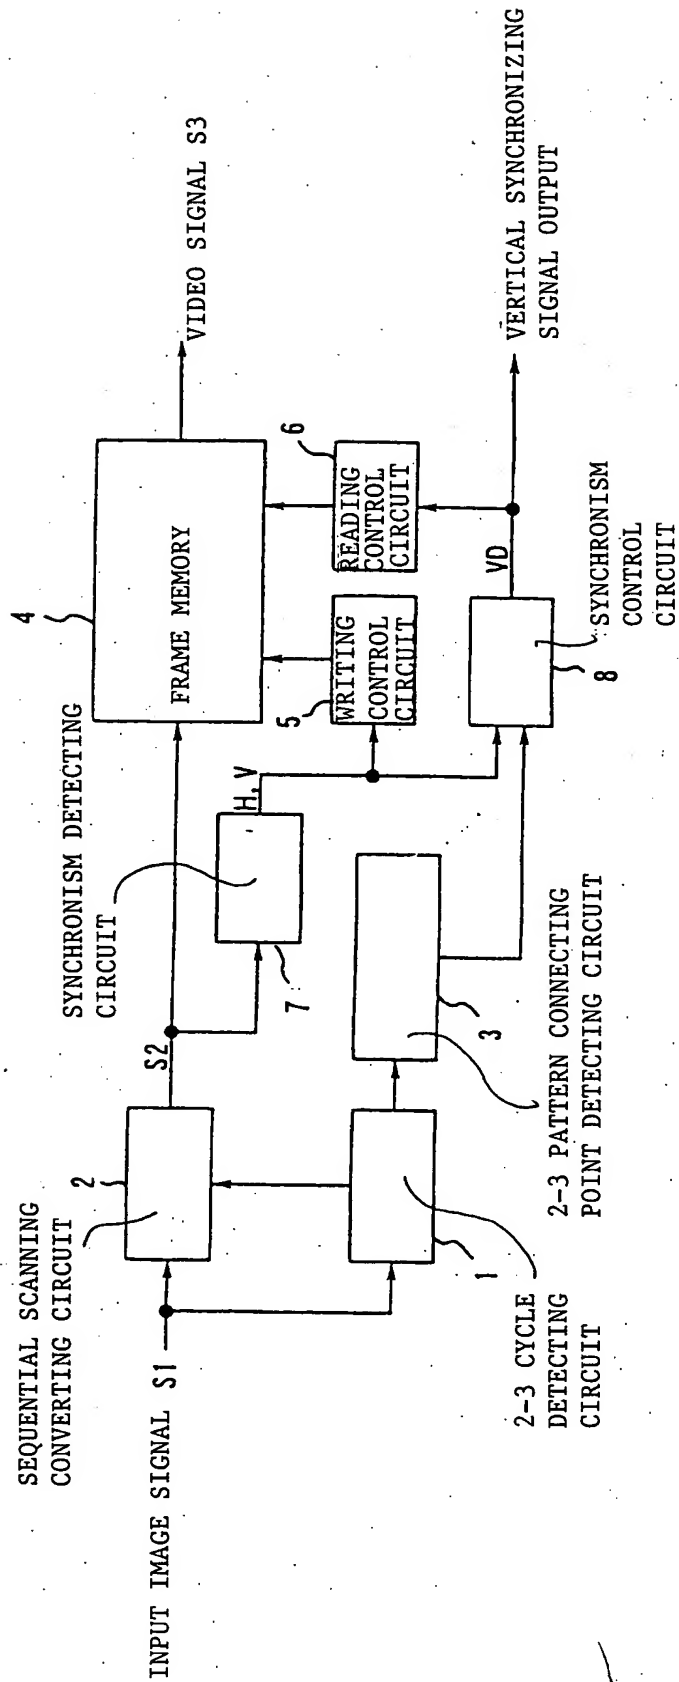 SEQUENTIAL SCANNING
CONVERTING CIRCUIT
INPUT IMAGE SIGNAL S1
2
S2
SYNCHRONISM DETECTING
CIRCUIT
7
H, V
4
FRAME MEMORY
VIDEO SIGNAL S3
5
WRITING
CONTROL
CIRCUIT
6
READING
CONTROL
CIRCUIT
1
2-3 CYCLE
DETECTING
CIRCUIT
3
2-3 PATTERN CONNECTING
POINT DETECTING CIRCUIT
8
SYNCHRONISM
CONTROL
CIRCUIT
VD
VERTICAL SYNCHRONIZING
SIGNAL OUTPUT